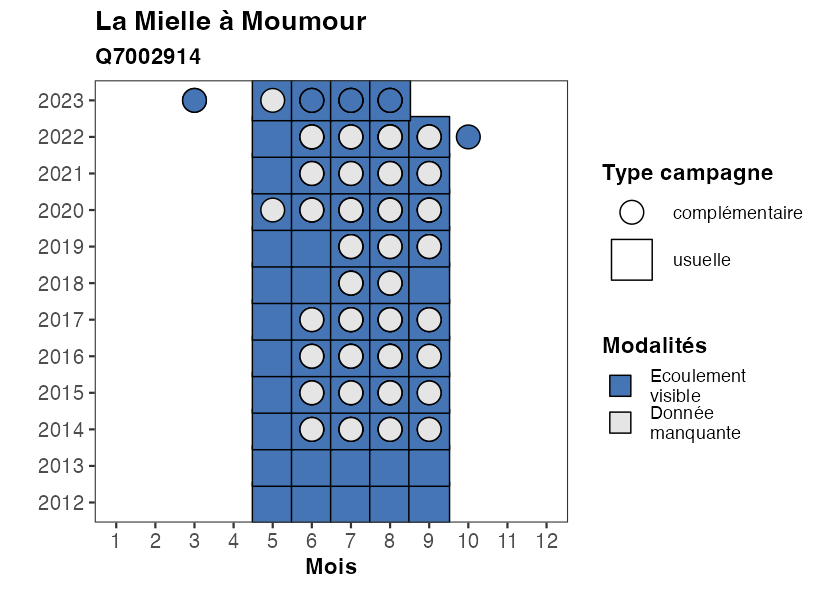 La Mielle à Moumour
Q7002914
2023
2022
2021
2020
2019
2018
2017
2016
2015
2014
2013
2012
1 2 3 4 5 6 7 8 9 10 11 12
Mois
Type campagne
complémentaire
usuelle
Modalités
Ecoulement
visible
Donnée
manquante